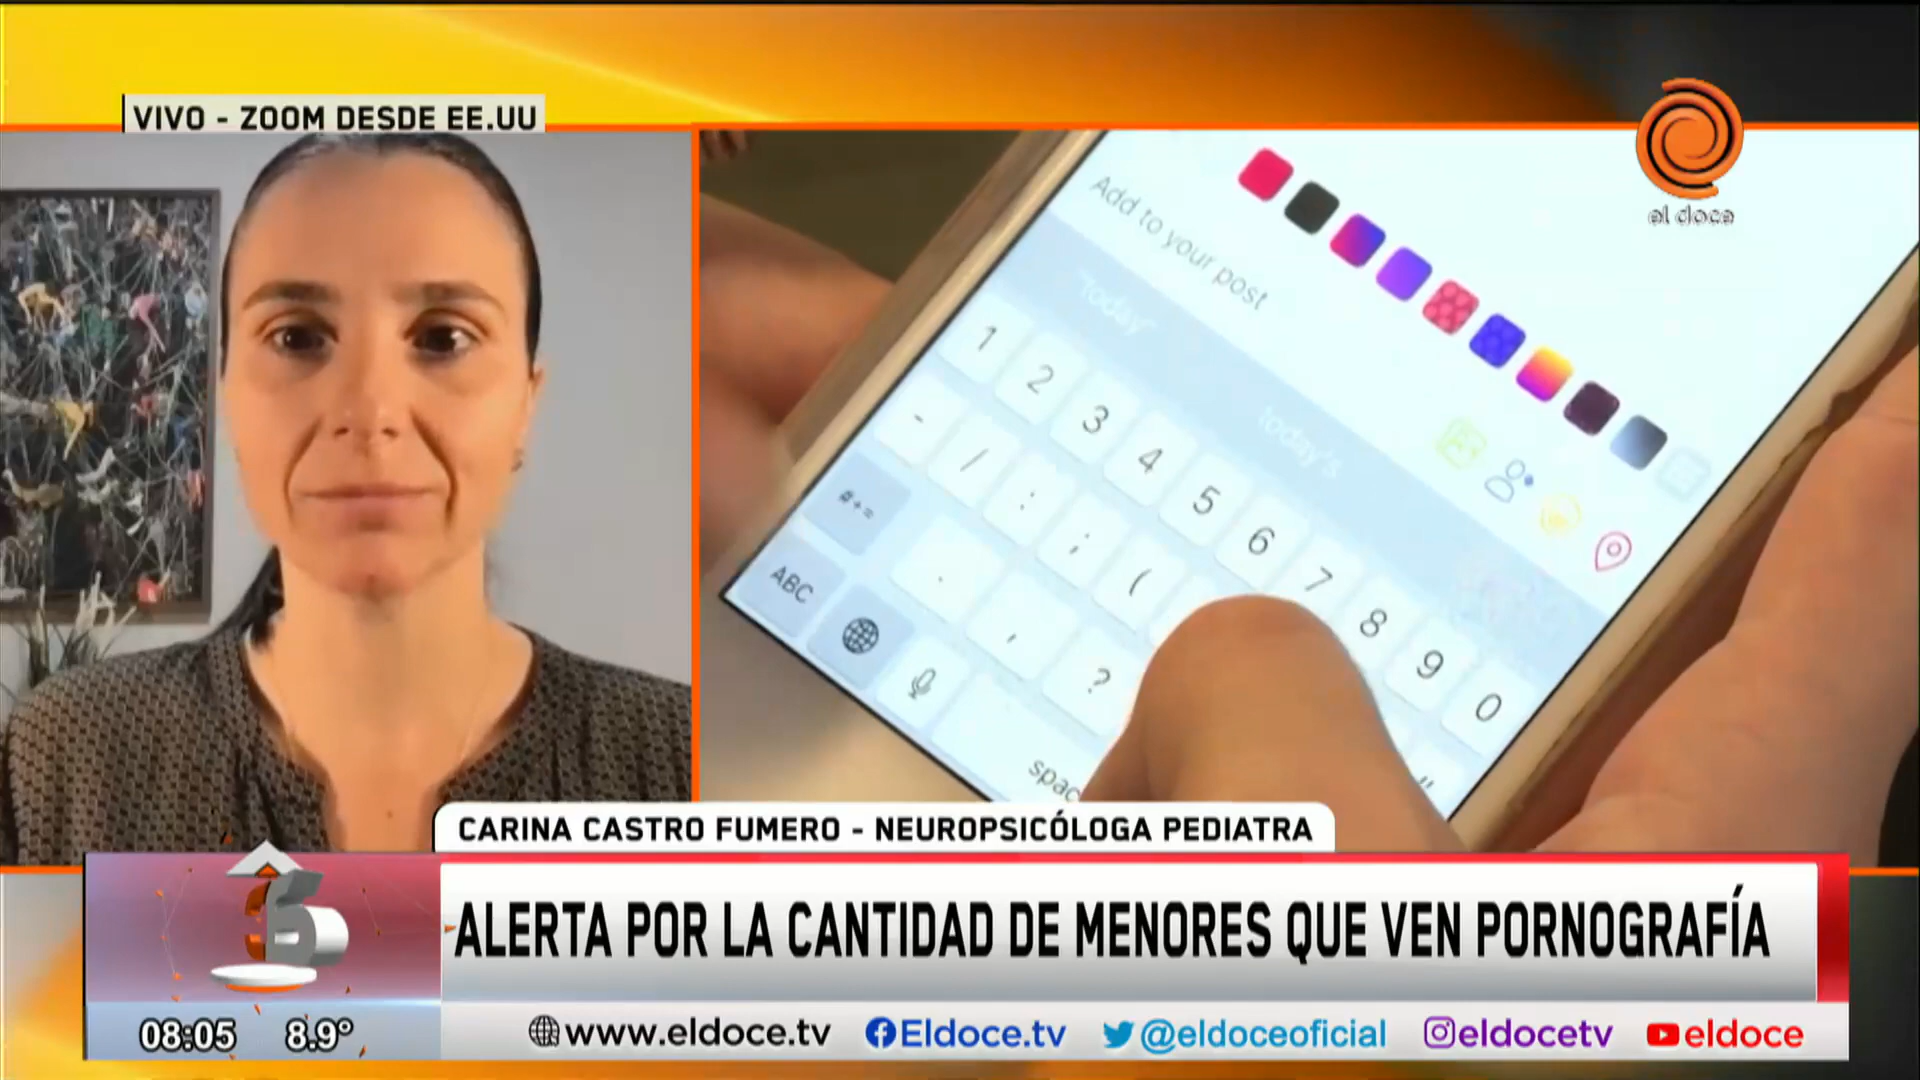 VIVO - ZOOM DESDE EE.UU
el doce
Add to your post
"Today"
today's
1 2 3 4 5 6 7 8 9 0
- / : ; (
"
#+=
. , ?
ABC
spac
CARINA CASTRO FUMERO - NEUROPSICÓLOGA PEDIATRA
ALERTA POR LA CANTIDAD DE MENORES QUE VEN PORNOGRAFÍA
08:05 8.9°
www.eldoce.tv Eldoce.tv @eldoceoficial eldocetv eldoce